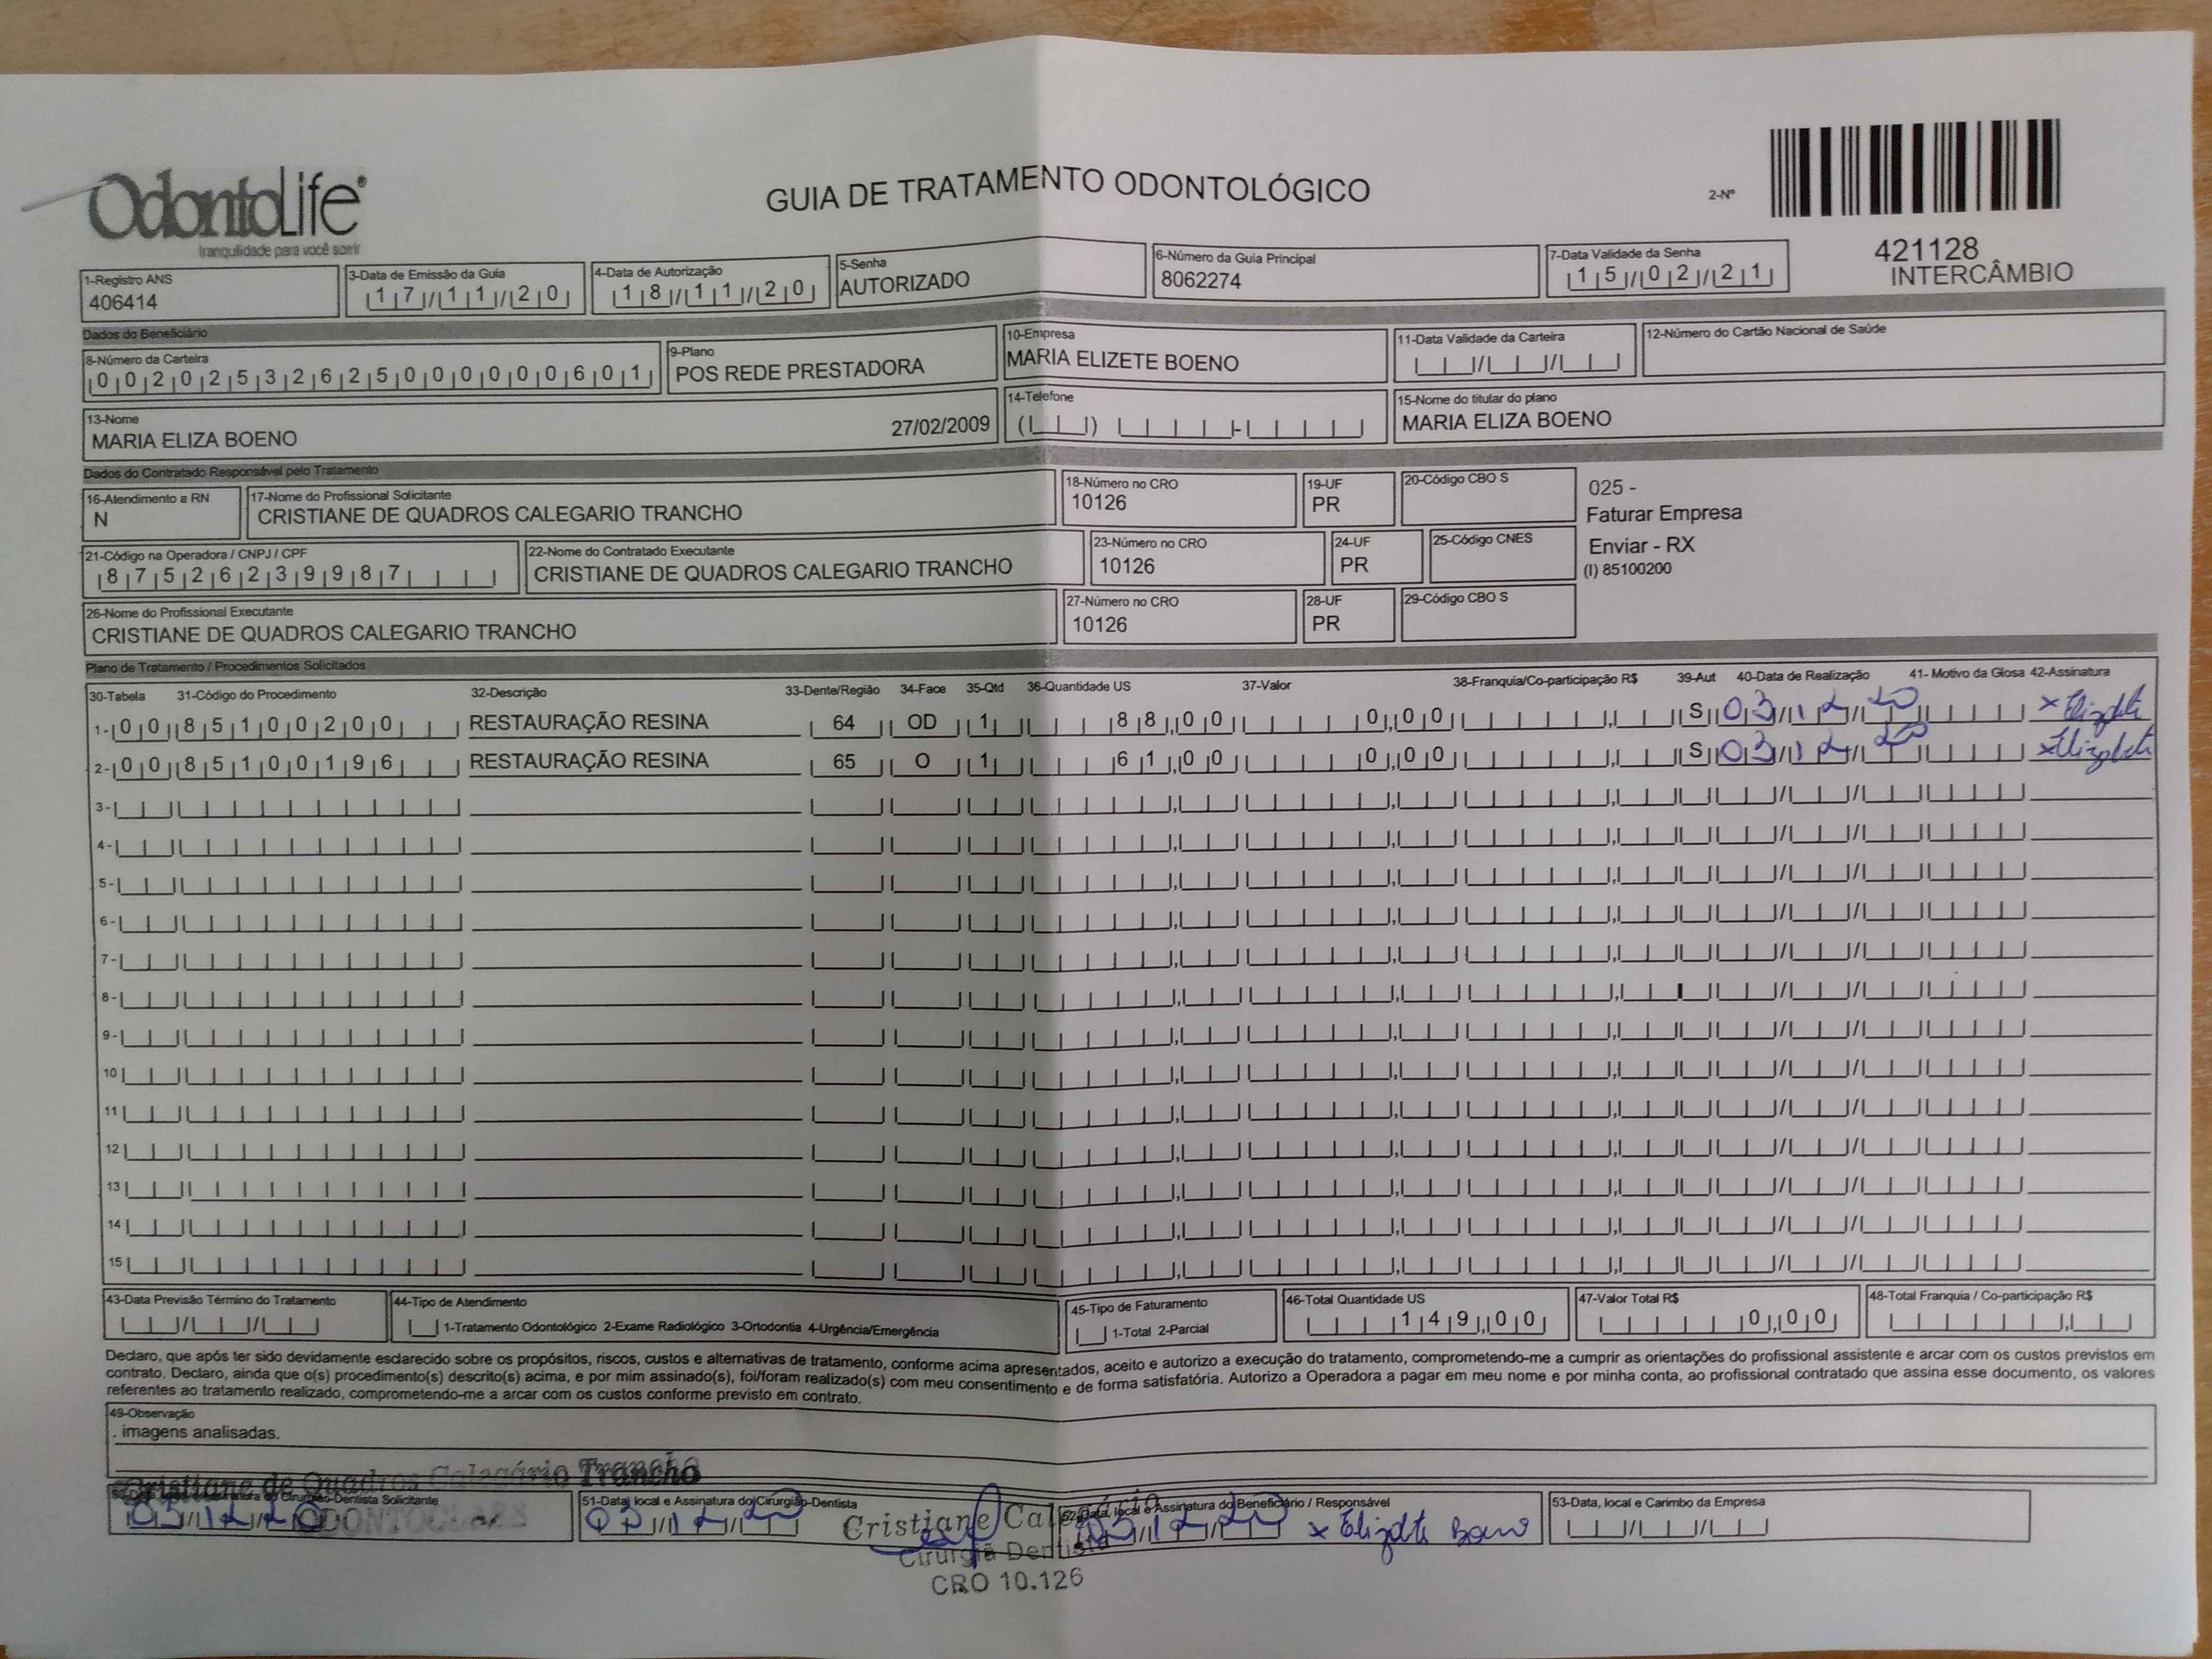 OdontoLife®
tranquilidade para você sorrir
GUIA DE TRATAMENTO ODONTOLÓGICO
2-Nº
421128
INTERCÂMBIO
1-Registro ANS
406414
3-Data de Emissão da Guia
17/11/20
4-Data de Autorização
18/11/20
5-Senha
AUTORIZADO
6-Número da Guia Principal
8062274
7-Data Validade da Senha
15/02/21
Dados do Beneficiário
8-Número da Carteira
00202532625000000601
9-Plano
POS REDE PRESTADORA
10-Empresa
MARIA ELIZETE BOENO
11-Data Validade da Carteira
12-Número do Cartão Nacional de Saúde
13-Nome
MARIA ELIZA BOENO 27/02/2009
14-Telefone
15-Nome do titular do plano
MARIA ELIZA BOENO
Dados do Contratado Responsável pelo Tratamento
16-Atendimento a RN
N
17-Nome do Profissional Solicitante
CRISTIANE DE QUADROS CALEGARIO TRANCHO
18-Número no CRO
10126
19-UF
PR
20-Código CBO S
025 -
Faturar Empresa
Enviar - RX
(I) 85100200
21-Código na Operadora / CNPJ / CPF
87526239987
22-Nome do Contratado Executante
CRISTIANE DE QUADROS CALEGARIO TRANCHO
23-Número no CRO
10126
24-UF
PR
25-Código CNES
26-Nome do Profissional Executante
CRISTIANE DE QUADROS CALEGARIO TRANCHO
27-Número no CRO
10126
28-UF
PR
29-Código CBO S
Plano de Tratamento / Procedimentos Solicitados
30-Tabela 31-Código do Procedimento 32-Descrição 33-Dente/Região 34-Face 35-Qtd 36-Quantidade US 37-Valor 38-Franquia/Co-participação R$ 39-Aut 40-Data de Realização 41- Motivo da Glosa 42-Assinatura
1- 00 85100200 RESTAURAÇÃO RESINA 64 OD 1 88,00 0,00 S 03/12/20 x Elizabete
2- 00 85100196 RESTAURAÇÃO RESINA 65 O 1 61,00 0,00 S 03/12/20 x Elizabete
3-
4-
5-
6-
7-
8-
9-
10
11
12
13
14
15
43-Data Previsão Término do Tratamento
44-Tipo de Atendimento
1-Tratamento Odontológico 2-Exame Radiológico 3-Ortodontia 4-Urgência/Emergência
45-Tipo de Faturamento
1-Total 2-Parcial
46-Total Quantidade US
149,00
47-Valor Total R$
0,00
48-Total Franquia / Co-participação R$
Declaro, que após ter sido devidamente esclarecido sobre os propósitos, riscos, custos e alternativas de tratamento, conforme acima apresentados, aceito e autorizo a execução do tratamento, comprometendo-me a cumprir as orientações do profissional assistente e arcar com os custos previstos em
contrato. Declaro, ainda que o(s) procedimento(s) descrito(s) acima, e por mim assinado(s), foi/foram realizado(s) com meu consentimento e de forma satisfatória. Autorizo a Operadora a pagar em meu nome e por minha conta, ao profissional contratado que assina esse documento, os valores
referentes ao tratamento realizado, comprometendo-me a arcar com os custos conforme previsto em contrato.
49-Observação
. imagens analisadas.
Cristiane de Quadros Calegário Trancho
Cirurgião-Dentista Solicitante
03/12/20
51-Data, local e Assinatura do Cirurgião-Dentista
03/12/20
Cristiane Calegário
Cirurgiã Dentista
CRO 10.126
52-Data, local e Assinatura do Beneficiário / Responsável
03/12/20 x Elizabete Boeno
53-Data, local e Carimbo da Empresa